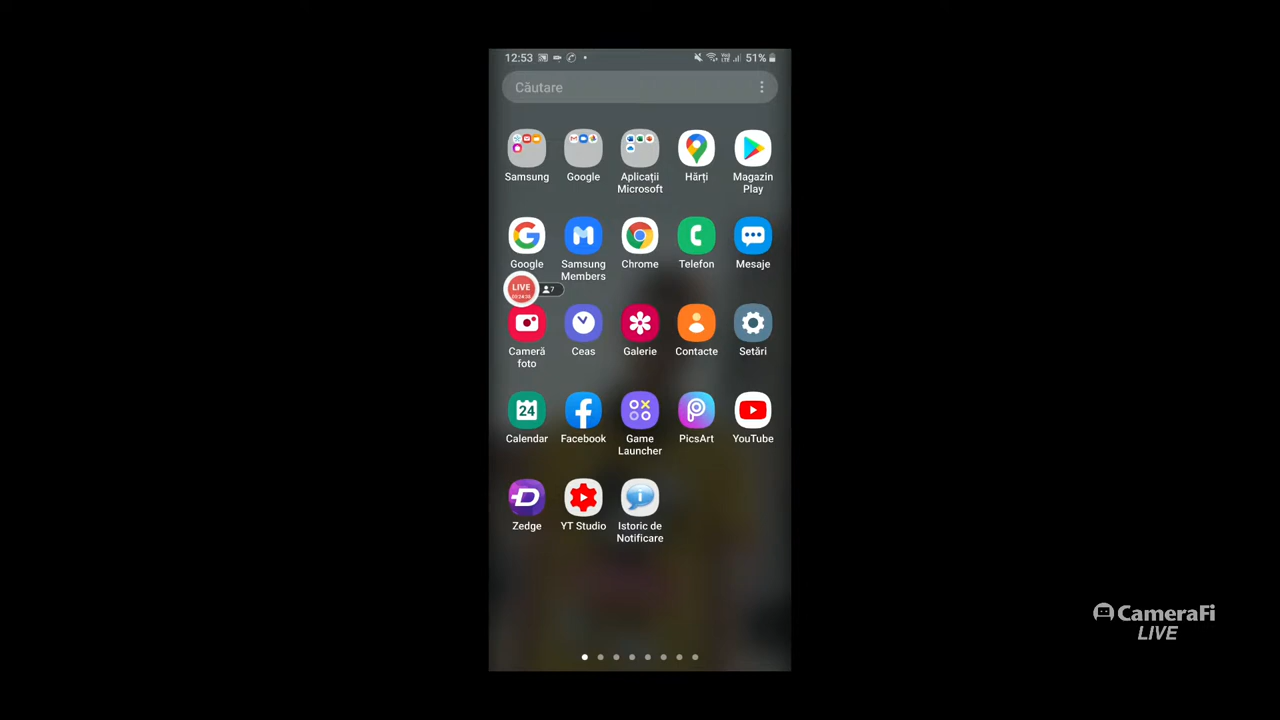 12:53 51%
Căutare
Samsung Google Aplicații Hărți Magazin
Microsoft Play
Google Samsung Chrome Telefon Mesaje
Members
LIVE 7
Cameră Ceas Galerie Contacte Setări
foto
24
Calendar Facebook Game PicsArt YouTube
Launcher
Zedge YT Studio Istoric de
Notificare
CameraFi
LIVE